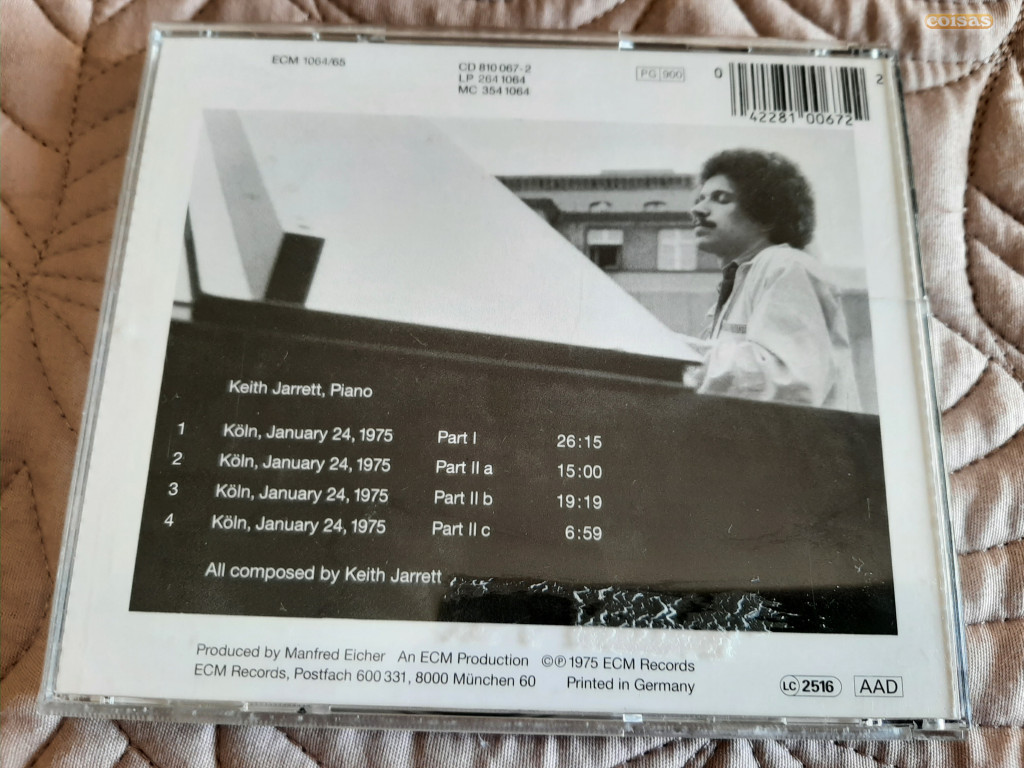 coisas
ECM 1064/65
CD 810 067-2
LP 264 1064
MC 354 1064
PG 900
0 42281 00672 2
Keith Jarrett, Piano
1 Köln, January 24, 1975 Part I 26:15
2 Köln, January 24, 1975 Part II a 15:00
3 Köln, January 24, 1975 Part II b 19:19
4 Köln, January 24, 1975 Part II c 6:59
All composed by Keith Jarrett
Produced by Manfred Eicher An ECM Production ©℗ 1975 ECM Records
ECM Records, Postfach 600 331, 8000 München 60 Printed in Germany
LC 2516 AAD